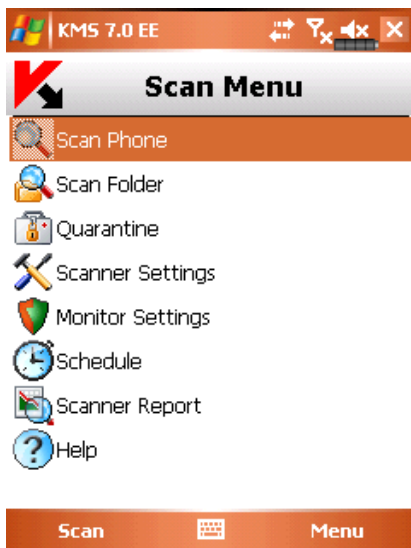 KMS 7.0 EE
Scan Menu
Scan Phone
Scan Folder
Quarantine
Scanner Settings
Monitor Settings
Schedule
Scanner Report
Help
Scan Menu